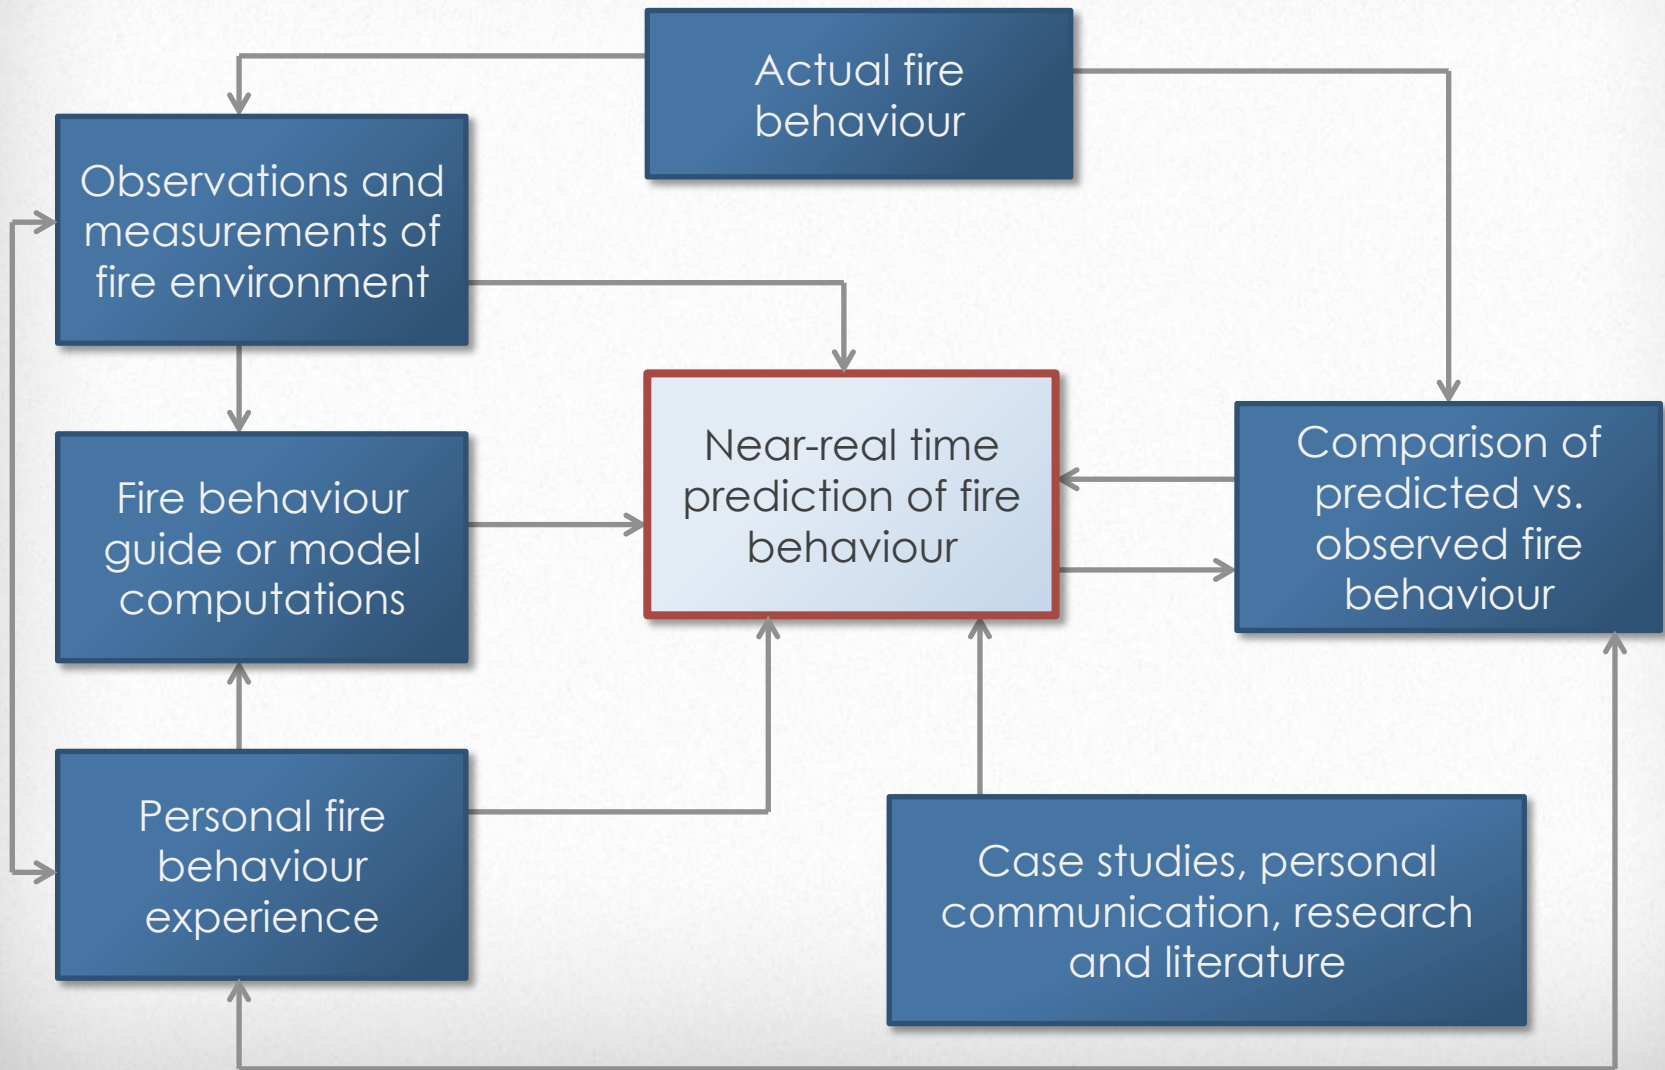 Actual fire
behaviour
Observations and
measurements of
fire environment
Near-real time
prediction of fire
behaviour
Comparison of
predicted vs.
observed fire
behaviour
Fire behaviour
guide or model
computations
Personal fire
behaviour
experience
Case studies, personal
communication, research
and literature